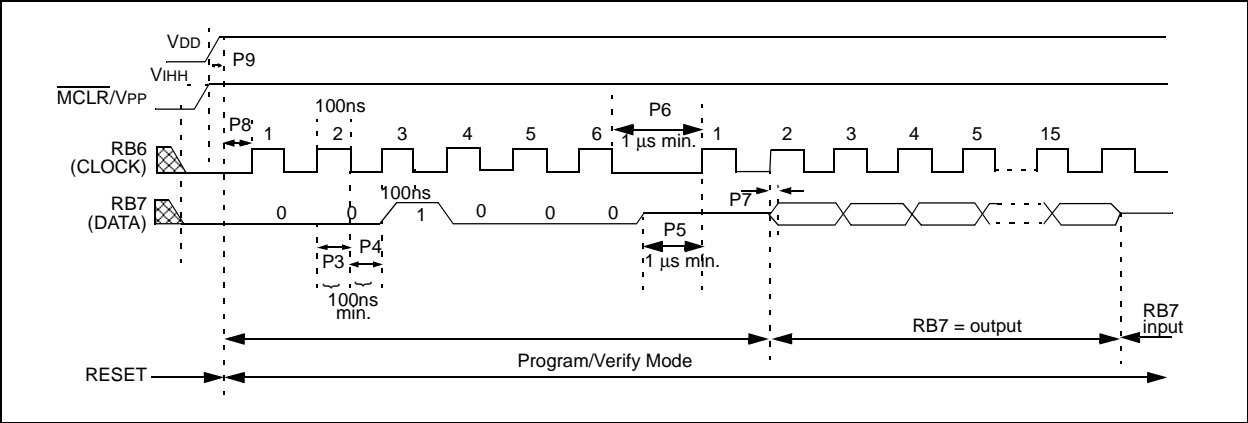 VDD
P9
VIHH
MCLR/VPP
100ns
P6
P8
1 2 3 4 5 6 1 μs min. 1 2 3 4 5 15
RB6
(CLOCK)
100ns
P7
RB7
(DATA)
0 0 1 0 0 0
P5
P3 P4
1 μs min.
100ns
min.
RB7 = output
RB7
input
Program/Verify Mode
RESET